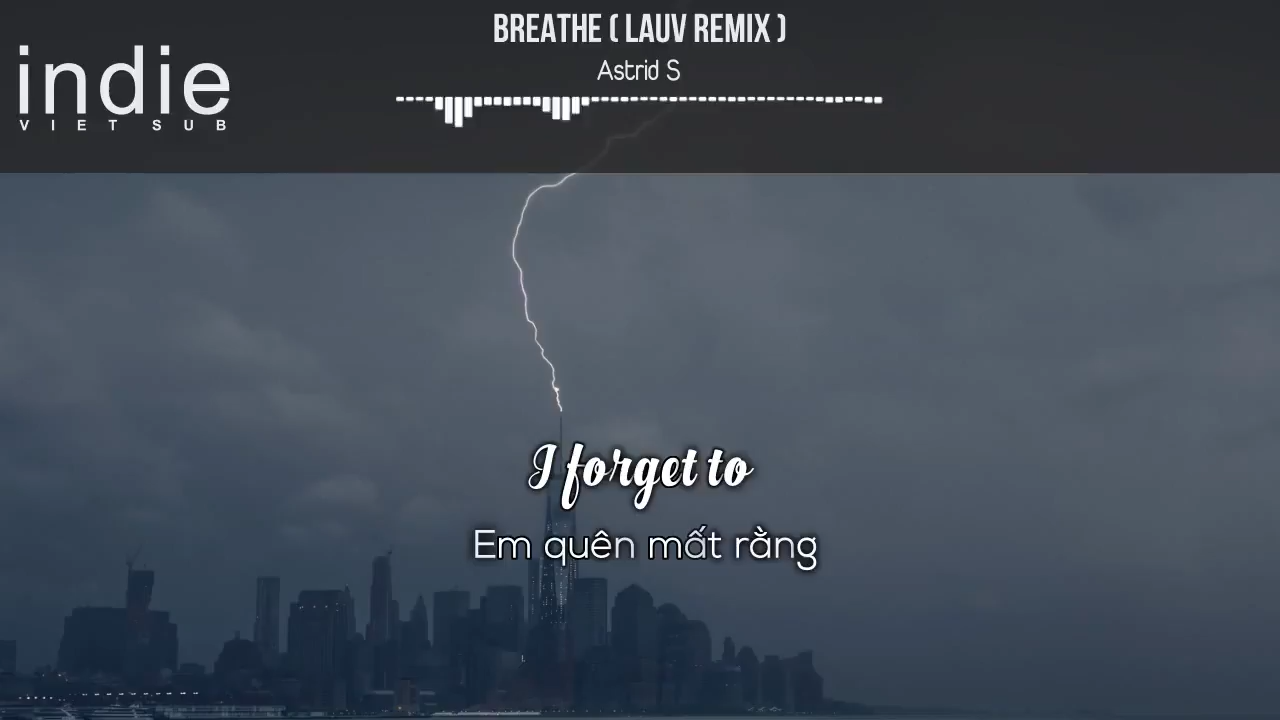 BREATHE ( LAUV REMIX )
Astrid S
indie
VIET SUB
I forget to
Em quên mất rằng